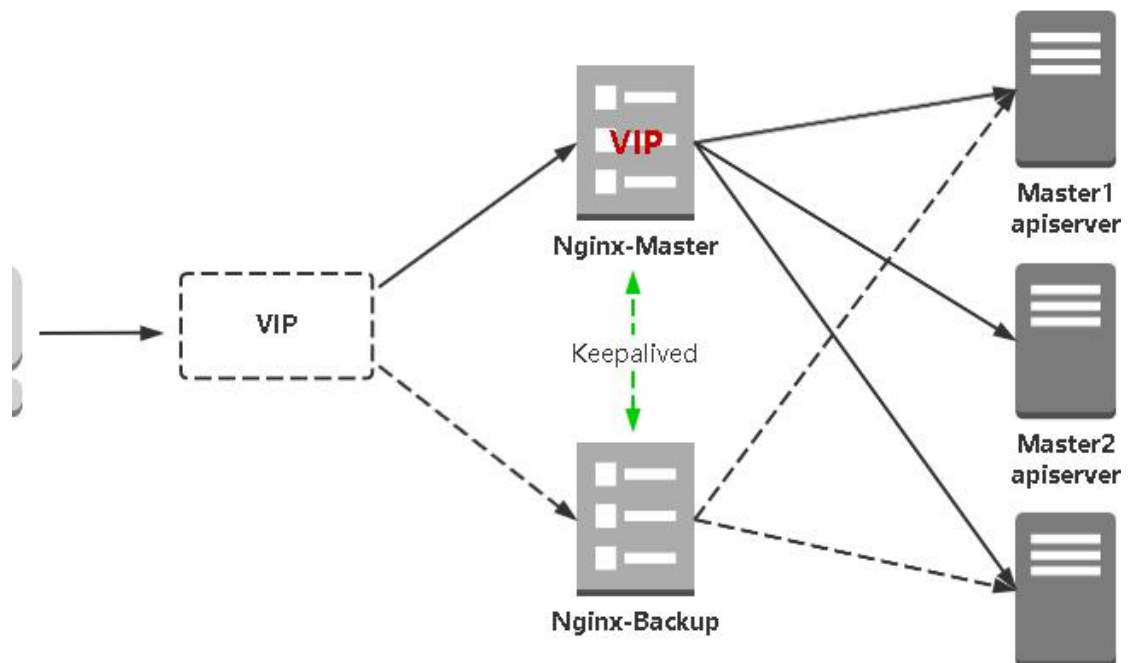 VIP
VIP
Nginx-Master
Keepalived
Nginx-Backup
Master1
apiserver
Master2
apiserver